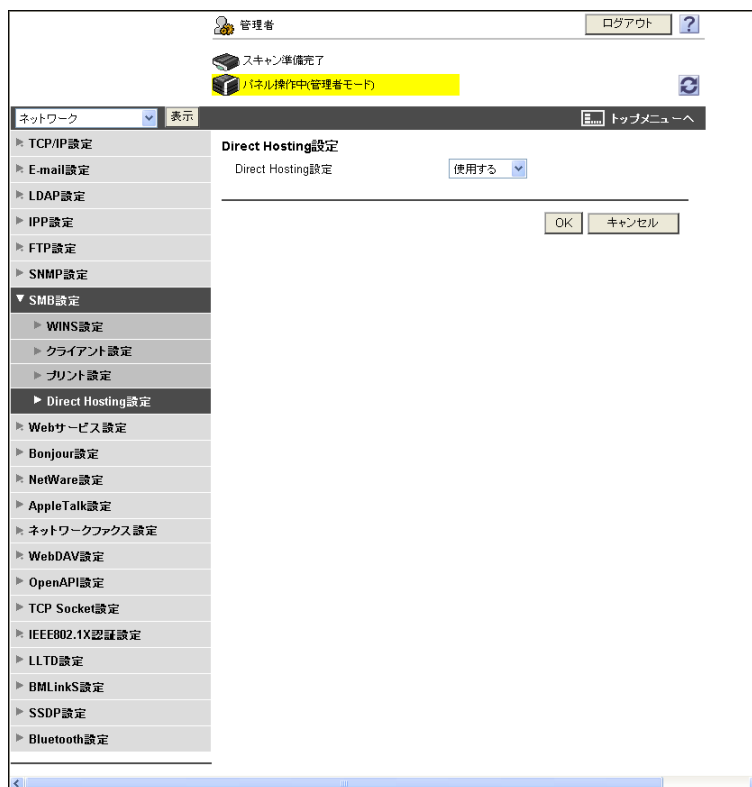 管理者
ログアウト
?
スキャン準備完了
パネル操作中(管理者モード)
ネットワーク
表示
トップメニューへ
TCP/IP設定
E-mail設定
LDAP設定
IPP設定
FTP設定
SNMP設定
SMB設定
WINS設定
クライアント設定
プリント設定
Direct Hosting設定
Webサービス設定
Bonjour設定
NetWare設定
AppleTalk設定
ネットワークファクス設定
WebDAV設定
OpenAPI設定
TCP Socket設定
IEEE802.1X認証設定
LLTD設定
BMLinkS設定
SSDP設定
Bluetooth設定
Direct Hosting設定
Direct Hosting設定 使用する
OK キャンセル